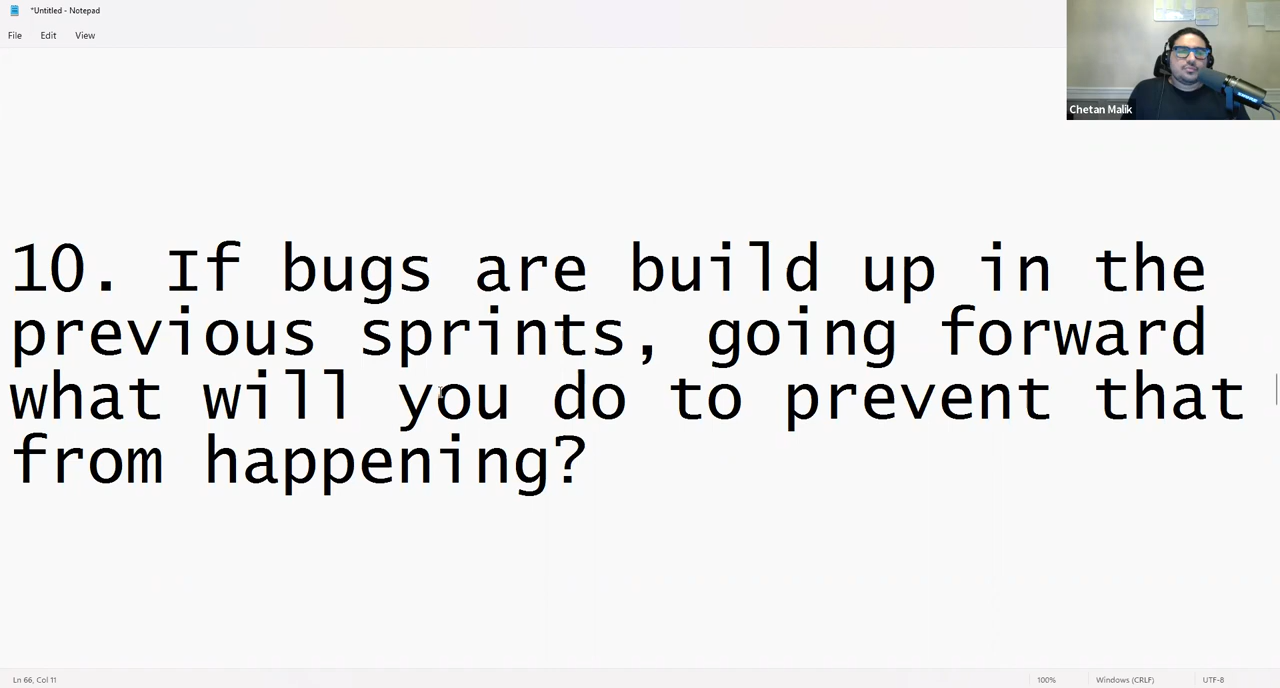 *Untitled - Notepad
File Edit View
Chetan Malik
10. If bugs are build up in the
previous sprints, going forward
what will you do to prevent that
from happening?
Ln 66, Col 11
100%
Windows (CRLF)
UTF-8